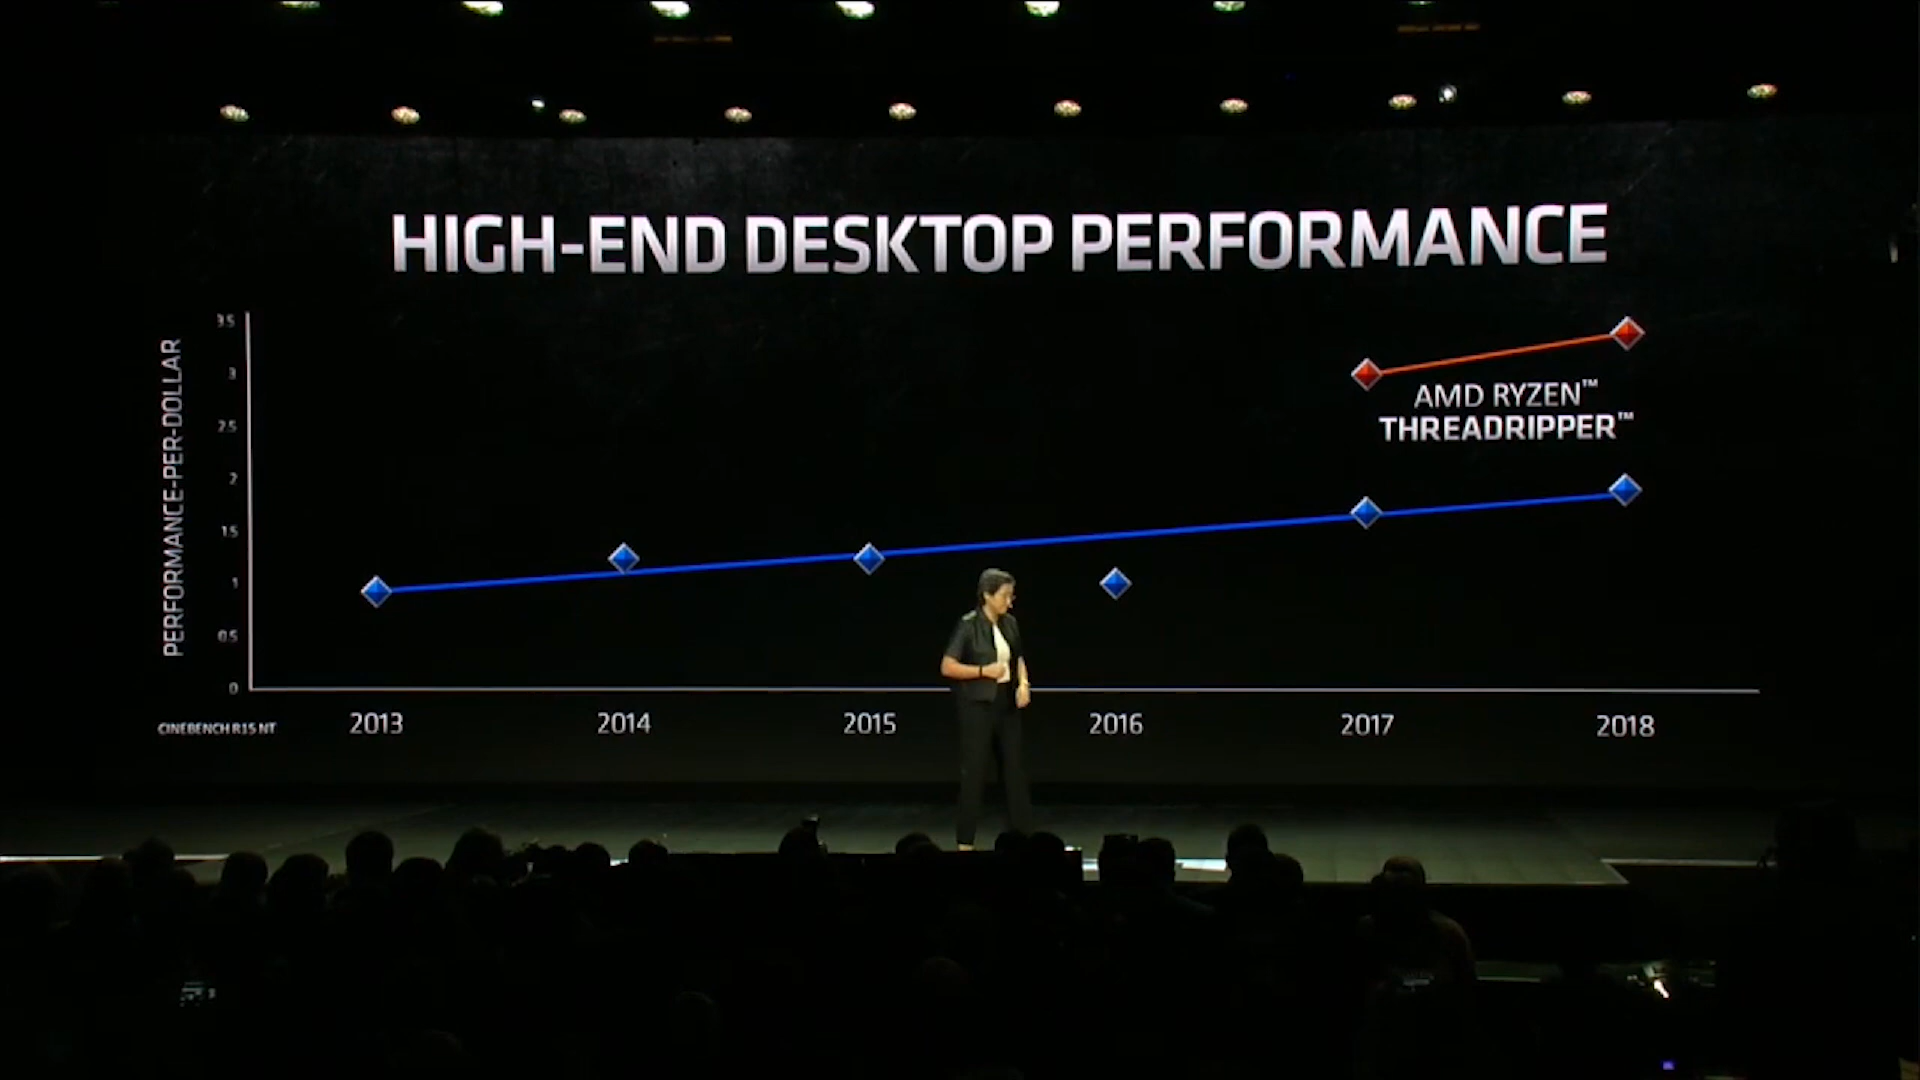 HIGH-END DESKTOP PERFORMANCE
PERFORMANCE-PER-DOLLAR
3.5
3
2.5
2
1.5
1
0.5
0
AMD RYZEN™
THREADRIPPER™
2013
2014
2015
2016
2017
2018
CINEBENCH R15 NT